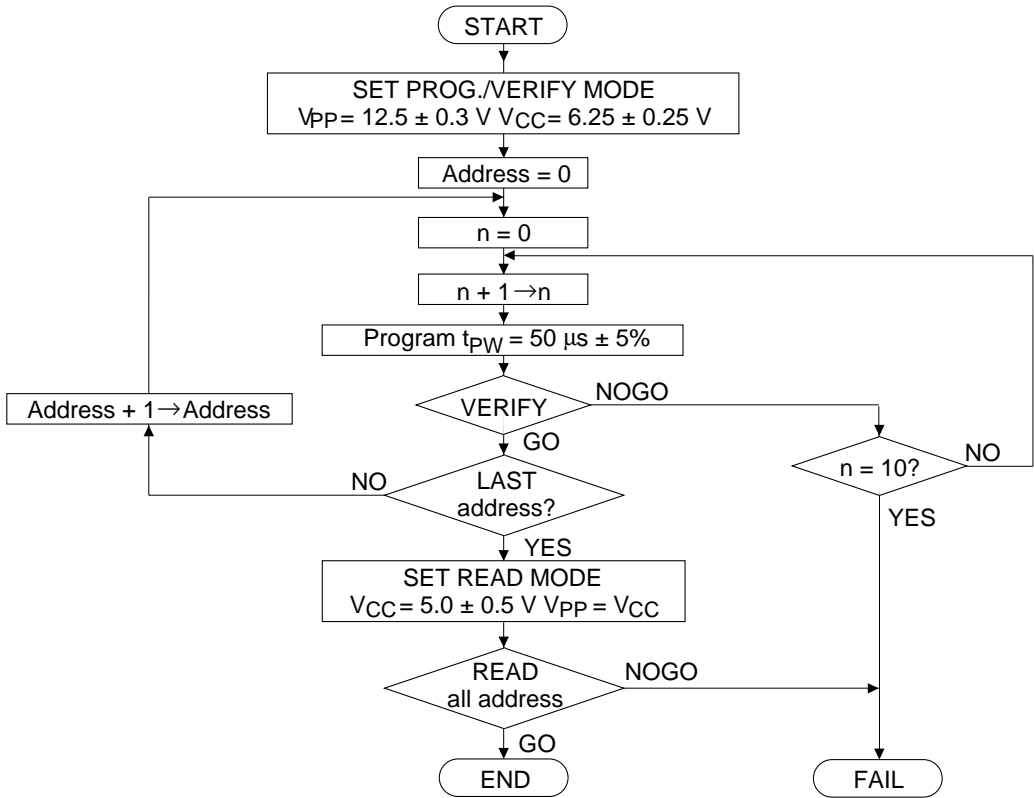 START
SET PROG./VERIFY MODE
VPP = 12.5 ± 0.3 V VCC = 6.25 ± 0.25 V
Address = 0
n = 0
n + 1 → n
Program tPW = 50 µs ± 5%
Address + 1 → Address
VERIFY
NOGO
GO
n = 10?
NO
YES
NO
LAST
address?
YES
SET READ MODE
VCC = 5.0 ± 0.5 V VPP = VCC
READ
all address
NOGO
GO
END
FAIL